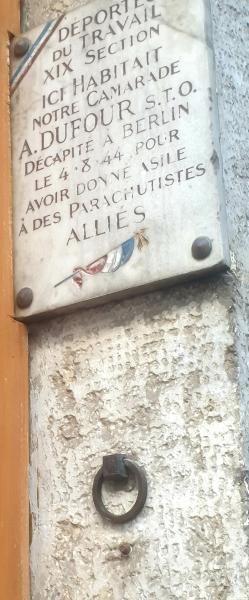 DÉPORTÉS
DU TRAVAIL
XIX SECTION
ICI HABITAIT
NOTRE CAMARADE
A. DUFOUR S.T.O.
DÉCAPITÉ A BERLIN
LE 4·8·44 POUR
AVOIR DONNÉ ASILE
À DES PARACHUTISTES
ALLIÉS